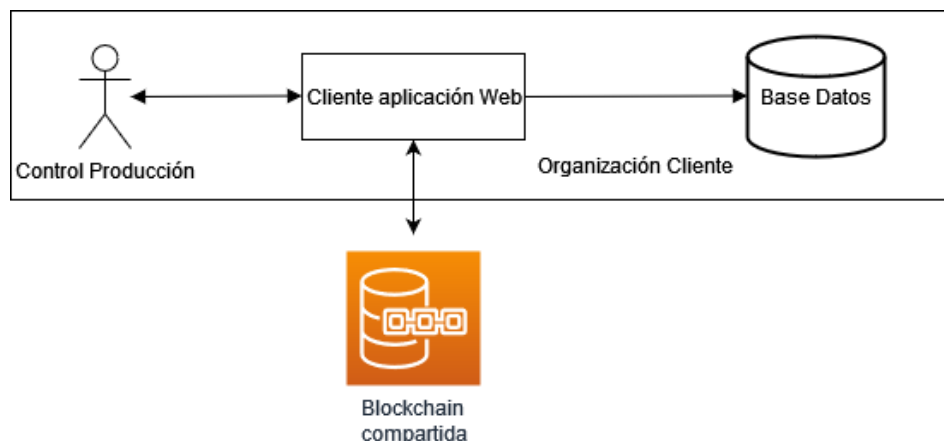 Cliente aplicación Web
Base Datos
Control Producción
Organización Cliente
Blockchain
compartida